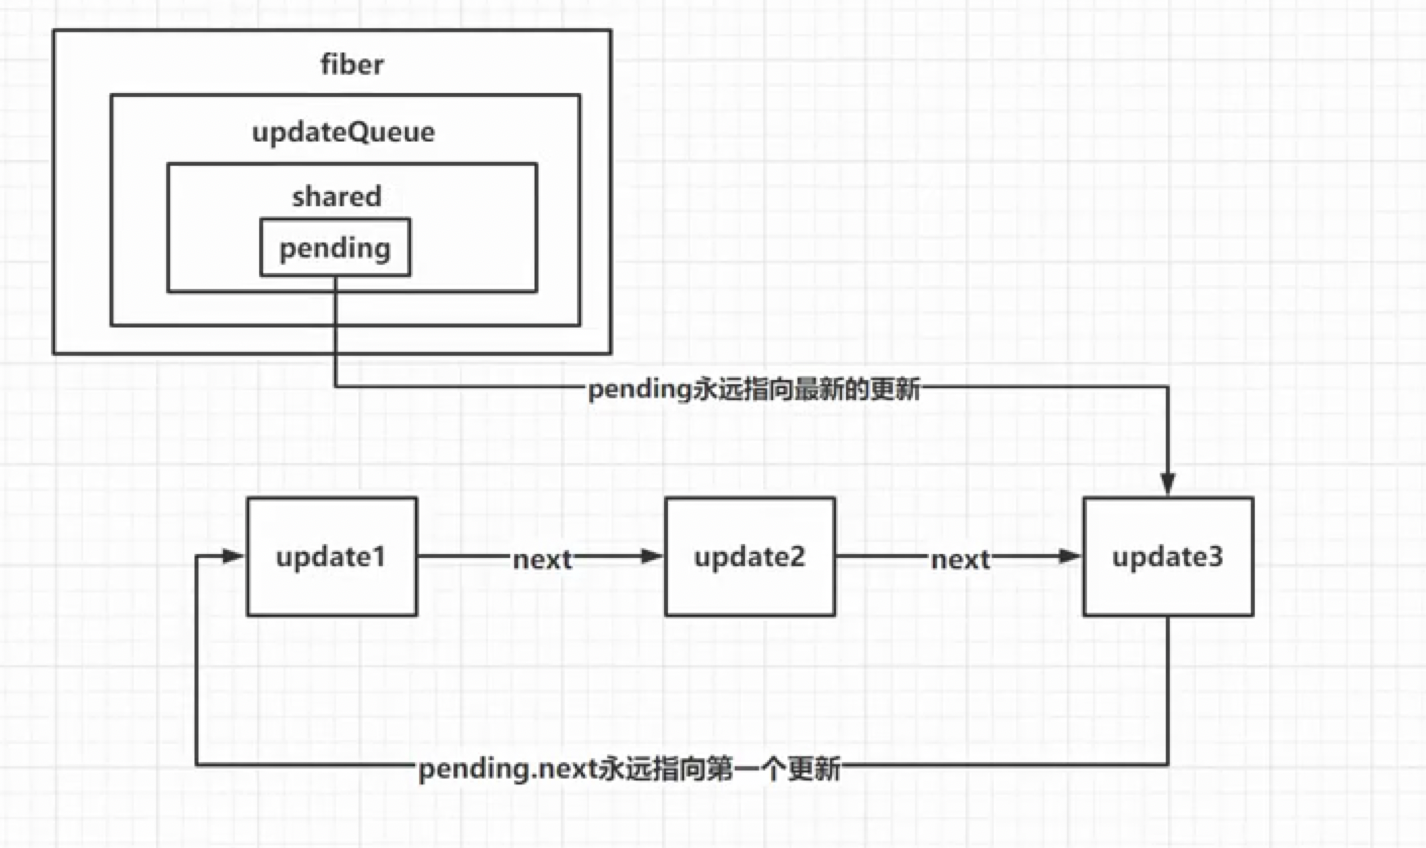 fiber
updateQueue
shared
pending
pending永远指向最新的更新
update1
next
update2
next
update3
pending.next永远指向第一个更新